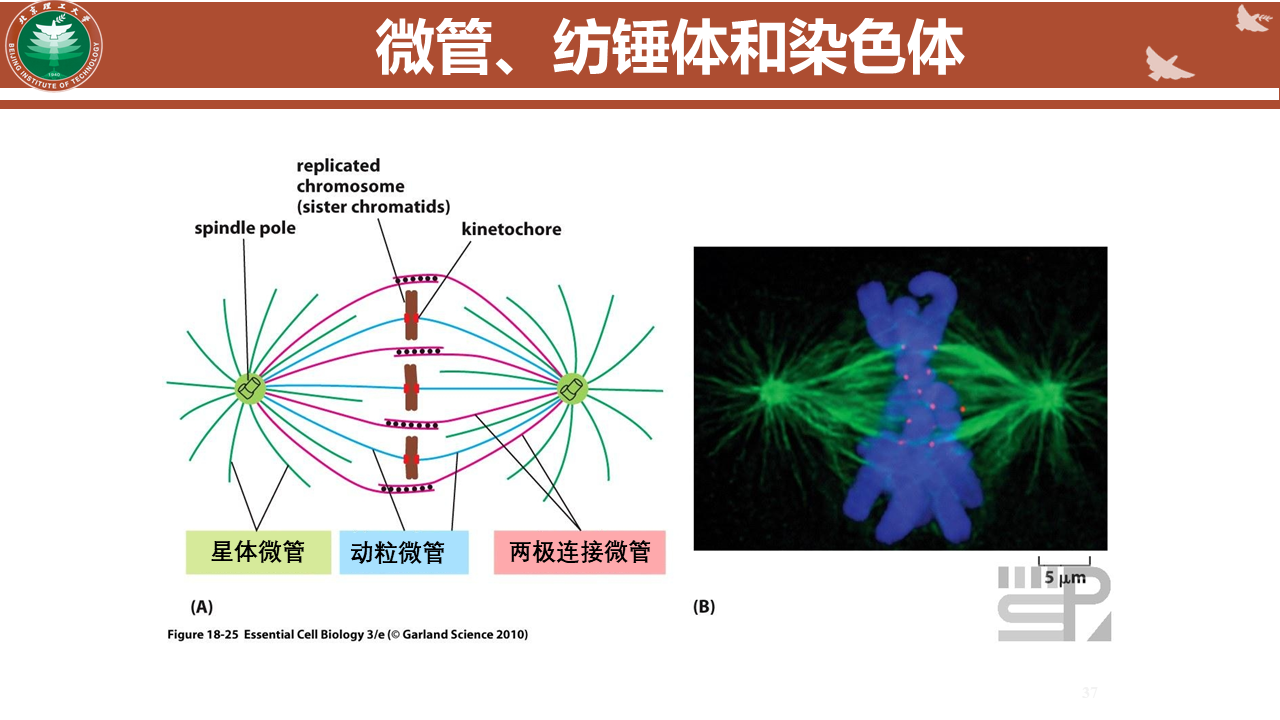 北京理工大学
BEIJING INSTITUTE OF TECHNOLOGY
1940
微管、纺锤体和染色体
replicated
chromosome
(sister chromatids)
spindle pole
kinetochore
星体微管
动粒微管
两极连接微管
5 μm
(A)
(B)
Figure 18-25 Essential Cell Biology 3/e (© Garland Science 2010)
37